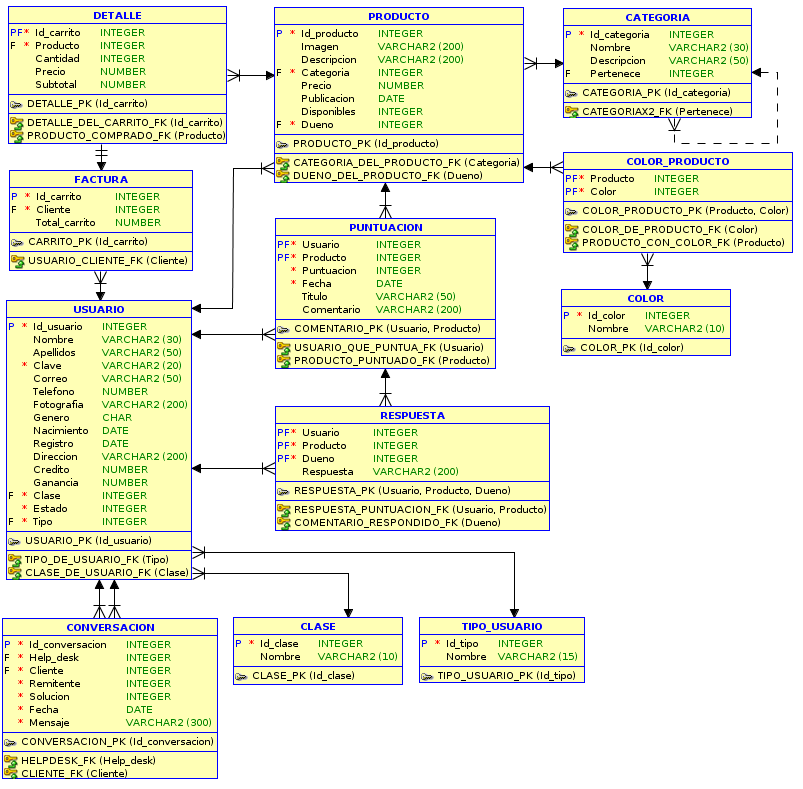 DETALLE
PF* Id_carrito INTEGER
F * Producto INTEGER
Cantidad INTEGER
Precio NUMBER
Subtotal NUMBER
DETALLE_PK (Id_carrito)
DETALLE_DEL_CARRITO_FK (Id_carrito)
PRODUCTO_COMPRADO_FK (Producto)
PRODUCTO
P * Id_producto INTEGER
Imagen VARCHAR2 (200)
Descripcion VARCHAR2 (200)
F * Categoria INTEGER
Precio NUMBER
Publicacion DATE
Disponibles INTEGER
F * Dueno INTEGER
PRODUCTO_PK (Id_producto)
CATEGORIA_DEL_PRODUCTO_FK (Categoria)
DUENO_DEL_PRODUCTO_FK (Dueno)
CATEGORIA
P * Id_categoria INTEGER
Nombre VARCHAR2 (30)
Descripcion VARCHAR2 (50)
F Pertenece INTEGER
CATEGORIA_PK (Id_categoria)
CATEGORIAX2_FK (Pertenece)
FACTURA
P * Id_carrito INTEGER
F * Cliente INTEGER
Total_carrito NUMBER
CARRITO_PK (Id_carrito)
USUARIO_CLIENTE_FK (Cliente)
COLOR_PRODUCTO
PF* Producto INTEGER
PF* Color INTEGER
COLOR_PRODUCTO_PK (Producto, Color)
COLOR_DE_PRODUCTO_FK (Color)
PRODUCTO_CON_COLOR_FK (Producto)
PUNTUACION
PF* Usuario INTEGER
PF* Producto INTEGER
* Puntuacion INTEGER
* Fecha DATE
Titulo VARCHAR2 (50)
Comentario VARCHAR2 (200)
COMENTARIO_PK (Usuario, Producto)
USUARIO_QUE_PUNTUA_FK (Usuario)
PRODUCTO_PUNTUADO_FK (Producto)
COLOR
P * Id_color INTEGER
Nombre VARCHAR2 (10)
COLOR_PK (Id_color)
USUARIO
P * Id_usuario INTEGER
Nombre VARCHAR2 (30)
Apellidos VARCHAR2 (50)
* Clave VARCHAR2 (20)
Correo VARCHAR2 (50)
Telefono NUMBER
Fotografia VARCHAR2 (200)
Genero CHAR
Nacimiento DATE
Registro DATE
Direccion VARCHAR2 (200)
Credito NUMBER
Ganancia NUMBER
F * Clase INTEGER
* Estado INTEGER
F * Tipo INTEGER
USUARIO_PK (Id_usuario)
TIPO_DE_USUARIO_FK (Tipo)
CLASE_DE_USUARIO_FK (Clase)
RESPUESTA
PF* Usuario INTEGER
PF* Producto INTEGER
PF* Dueno INTEGER
Respuesta VARCHAR2 (200)
RESPUESTA_PK (Usuario, Producto, Dueno)
RESPUESTA_PUNTUACION_FK (Usuario, Producto)
COMENTARIO_RESPONDIDO_FK (Dueno)
CONVERSACION
P * Id_conversacion INTEGER
F * Help_desk INTEGER
F * Cliente INTEGER
* Remitente INTEGER
* Solucion INTEGER
* Fecha DATE
* Mensaje VARCHAR2 (300)
CONVERSACION_PK (Id_conversacion)
HELPDESK_FK (Help_desk)
CLIENTE_FK (Cliente)
CLASE
P * Id_clase INTEGER
Nombre VARCHAR2 (10)
CLASE_PK (Id_clase)
TIPO_USUARIO
P * Id_tipo INTEGER
Nombre VARCHAR2 (15)
TIPO_USUARIO_PK (Id_tipo)